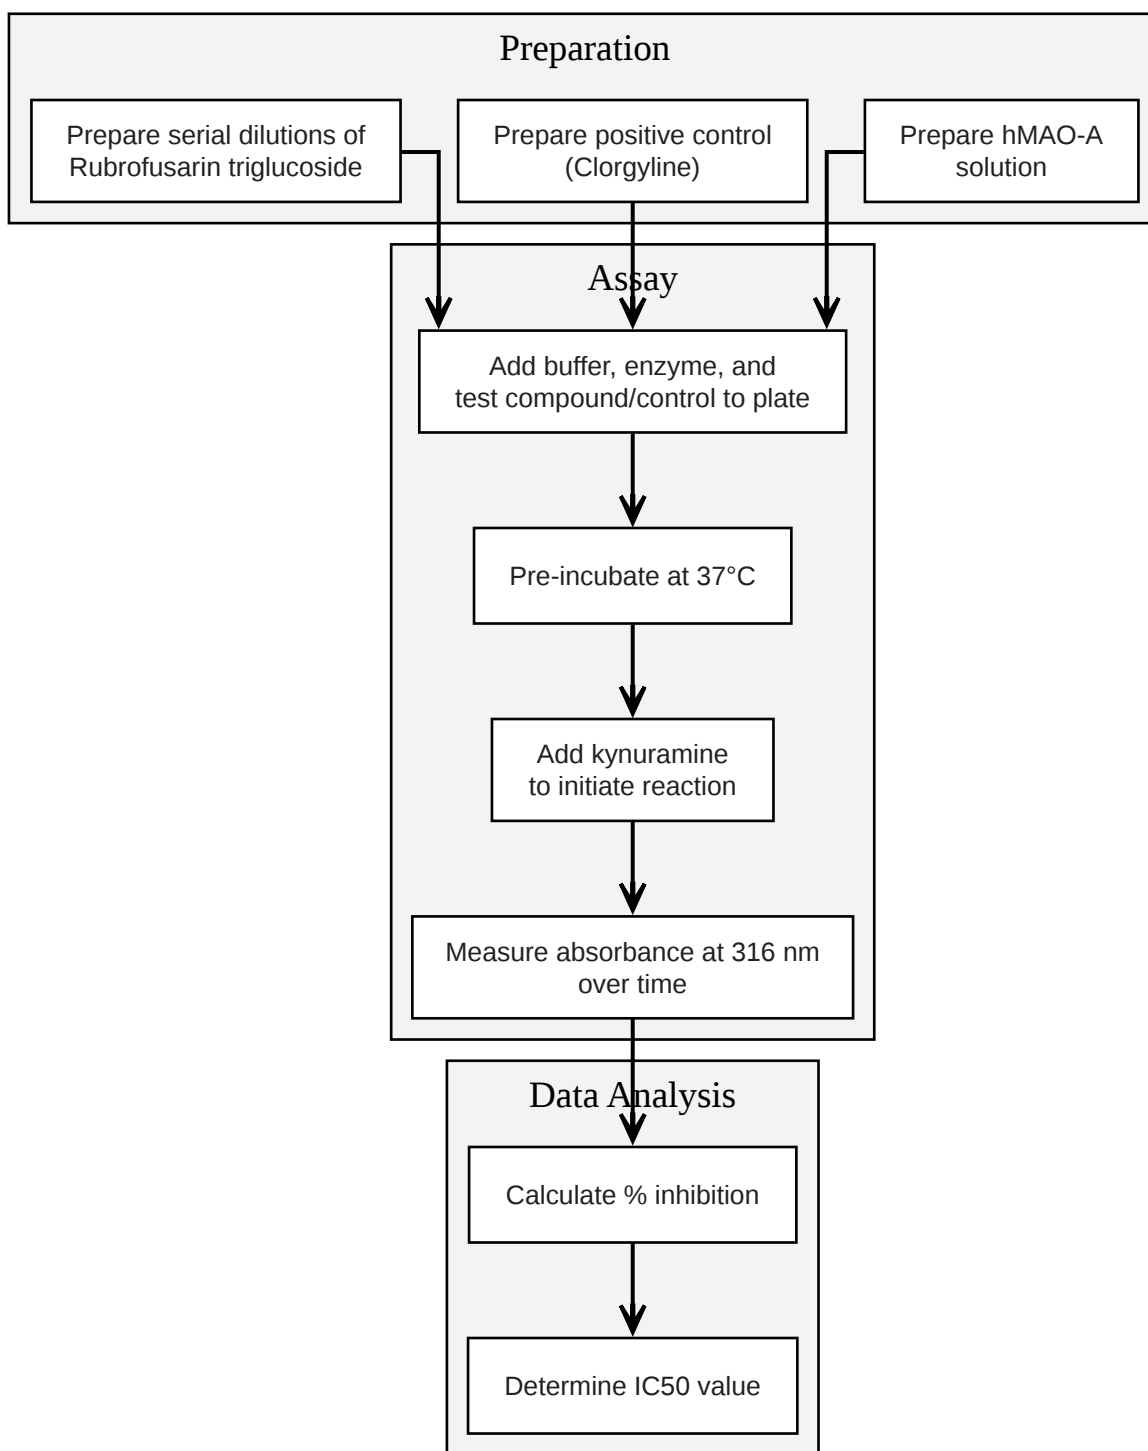 Preparation
Prepare serial dilutions of
Rubrofusarin triglucoside
Prepare positive control
(Clorgyline)
Prepare hMAO-A
solution
Assay
Add buffer, enzyme, and
test compound/control to plate
Pre-incubate at 37°C
Add kynuramine
to initiate reaction
Measure absorbance at 316 nm
over time
Data Analysis
Calculate % inhibition
Determine IC50 value